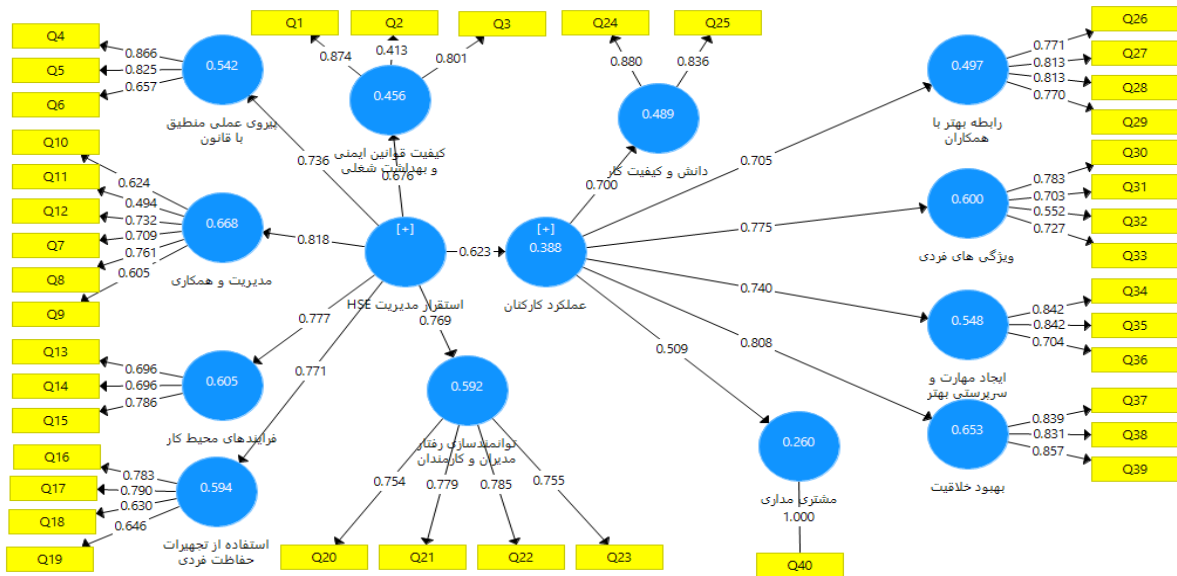 Q1
Q2
Q3
0.874
0.413
0.801
0.456
کیفیت قوانین ایمنی
و بهداشت شغلی
0.676
Q4
Q5
Q6
0.866
0.825
0.657
0.542
پیروی عملی منطبق
با قانون
0.736
Q10
Q11
Q12
Q7
Q8
Q9
0.624
0.494
0.732
0.709
0.761
0.605
0.668
مدیریت و همکاری
0.818
Q13
Q14
Q15
0.696
0.696
0.786
0.605
فرایندهای محیط کار
0.777
Q16
Q17
Q18
Q19
0.783
0.790
0.630
0.646
0.594
استفاده از تجهیرات
حفاظت فردی
0.771
[+]
استقرار مدیریت HSE
0.623
0.769
0.592
توانمندسازی رفتار
مدیران و کارمندان
0.754
0.779
0.785
0.755
Q20
Q21
Q22
Q23
[+]
0.388
عملکرد کارکنان
Q24
Q25
0.880
0.836
0.489
دانش و کیفیت کار
0.700
Q26
Q27
Q28
Q29
0.771
0.813
0.813
0.770
0.497
رابطه بهتر با
همکاران
0.705
Q30
Q31
Q32
Q33
0.783
0.703
0.552
0.727
0.600
ویژگی های فردی
0.775
Q34
Q35
Q36
0.842
0.842
0.704
0.548
ایجاد مهارت و
سرپرستی بهتر
0.740
Q37
Q38
Q39
0.839
0.831
0.857
0.653
بهبود خلاقیت
0.808
0.509
0.260
مشتری مداری
1.000
Q40